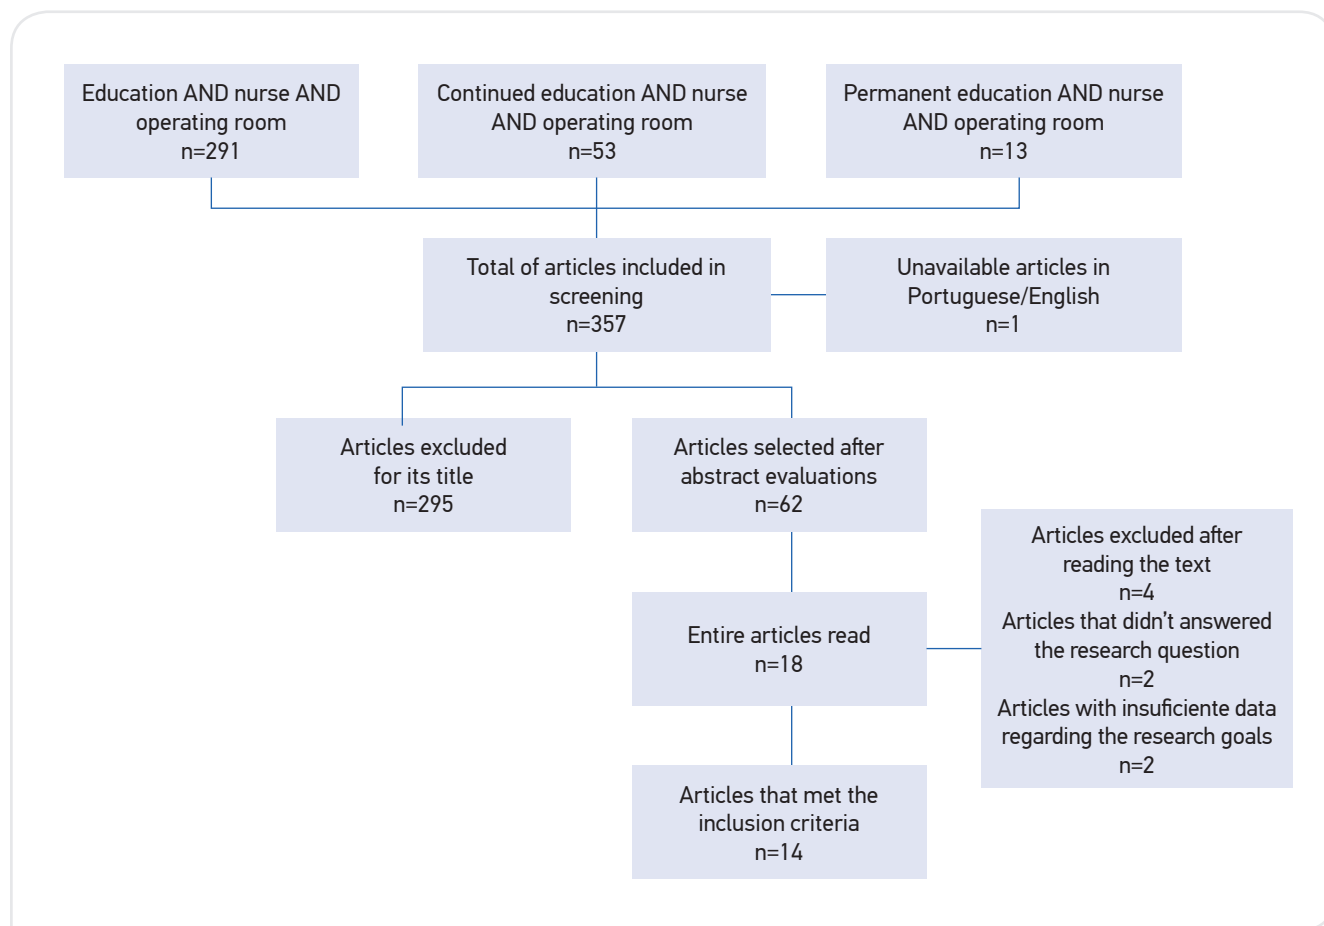 Education AND nurse AND
operating room
n=291
Continued education AND nurse
AND operating room
n=53
Permanent education AND nurse
AND operating room
n=13
Total of articles included in
screening
n=357
Unavailable articles in
Portuguese/English
n=1
Articles excluded
for its title
n=295
Articles selected after
abstract evaluations
n=62
Entire articles read
n=18
Articles excluded after
reading the text
n=4
Articles that didn’t answered
the research question
n=2
Articles with insuficiente data
regarding the research goals
n=2
Articles that met the
inclusion criteria
n=14